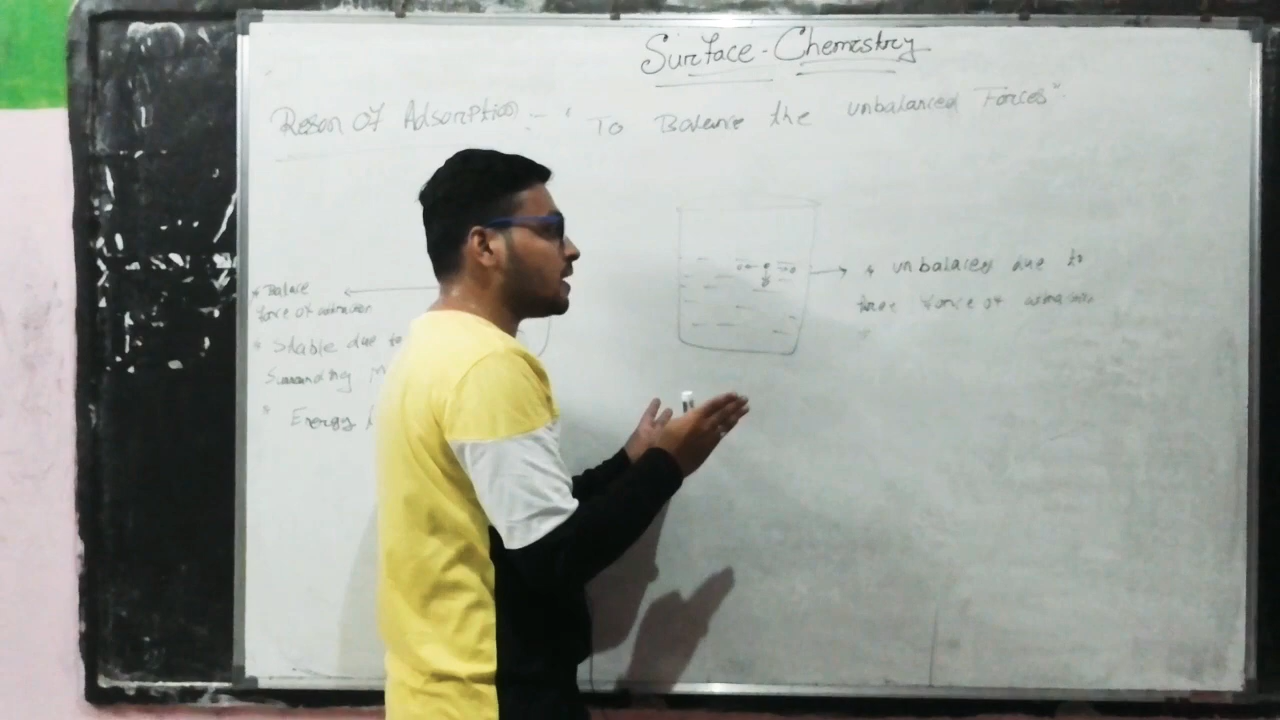 Surface - Chemistry
Reson Of Adsorption :- " To Balance the unbalanced Forces"
* Balace
force of attraction
* Stable due to
Surrounding
* Energy
* unbalaced due to
force of